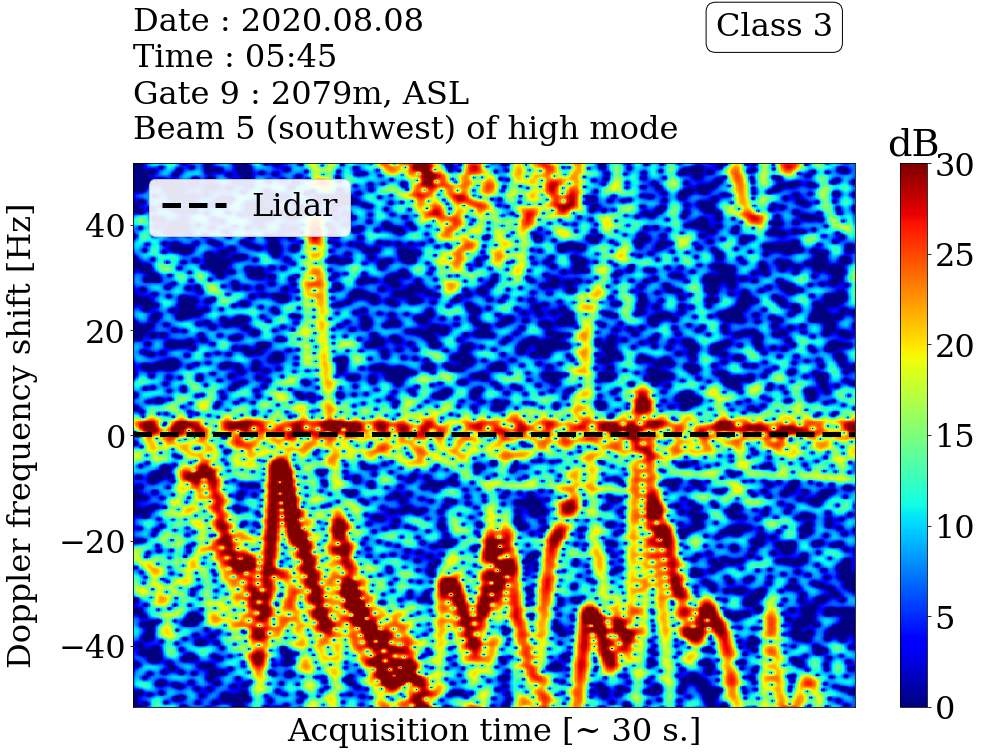 Date : 2020.08.08
Time : 05:45
Gate 9 : 2079m, ASL
Beam 5 (southwest) of high mode
Class 3
dB
Lidar
Doppler frequency shift [Hz]
40
20
0
−20
−40
30
25
20
15
10
5
0
Acquisition time [~ 30 s.]